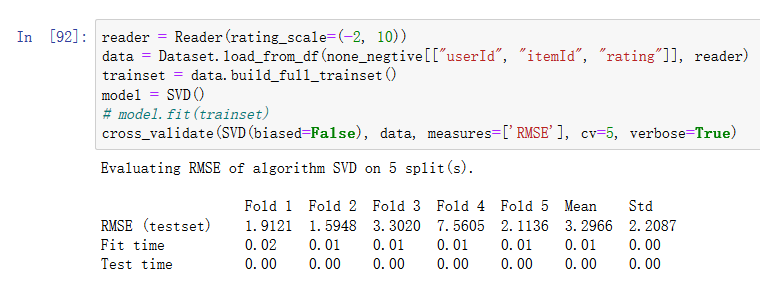 In [92]: reader = Reader(rating_scale=(-2, 10))
data = Dataset.load_from_df(none_negtive[["userId", "itemId", "rating"]], reader)
trainset = data.build_full_trainset()
model = SVD()
# model.fit(trainset)
cross_validate(SVD(biased=False), data, measures=['RMSE'], cv=5, verbose=True)
Evaluating RMSE of algorithm SVD on 5 split(s).
Fold 1 Fold 2 Fold 3 Fold 4 Fold 5 Mean Std
RMSE (testset) 1.9121 1.5948 3.3020 7.5605 2.1136 3.2966 2.2087
Fit time 0.02 0.01 0.01 0.01 0.01 0.01 0.00
Test time 0.00 0.00 0.00 0.00 0.00 0.00 0.00